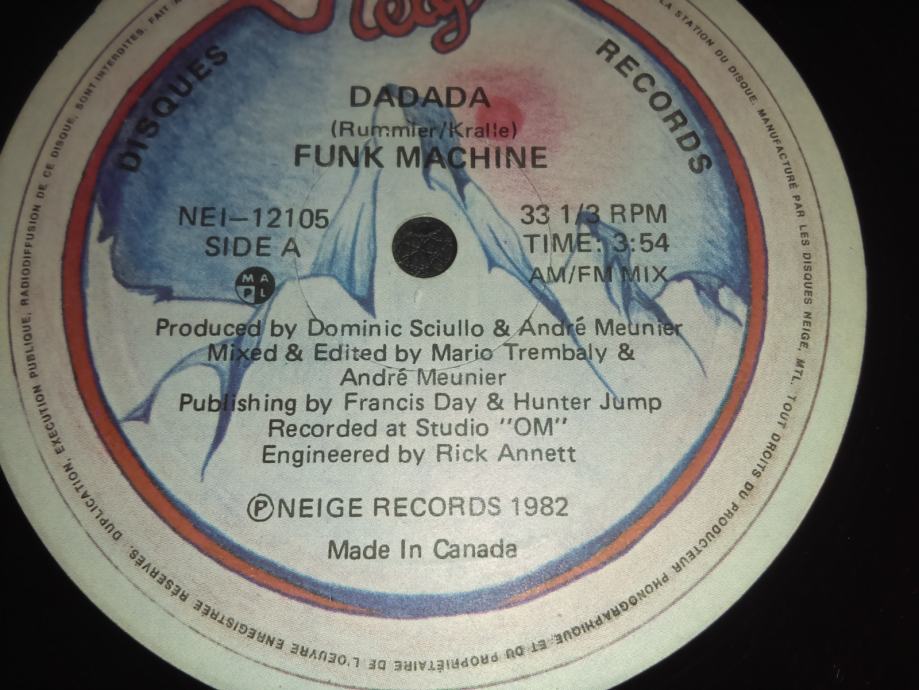 Neige
DISQUES
RECORDS
DADADA
(Rummler/Kralle)
FUNK MACHINE
NEI–12105
SIDE A
33 1/3 RPM
TIME: 3:54
AM/FM MIX
M A
P L
Produced by Dominic Sciullo & André Meunier
Mixed & Edited by Mario Trembaly &
André Meunier
Publishing by Francis Day & Hunter Jump
Recorded at Studio "OM"
Engineered by Rick Annett
ⓅNEIGE RECORDS 1982
Made In Canada
LA STATION DU DISQUE. MANUFACTURÉ PAR LES DISQUES NEIGE, MTL. TOUT DROITS DU PRODUCTEUR PHONOGRAPHIQUE, ET DU PROPRIÉTAIRE DE L'OEUVRE ENREGISTRÉE RÉSERVÉS. DUPLICATION, EXÉCUTION PUBLIQUE, RADIODIFFUSION DE CE DISQUE, SONT INTERDITES. FAIT